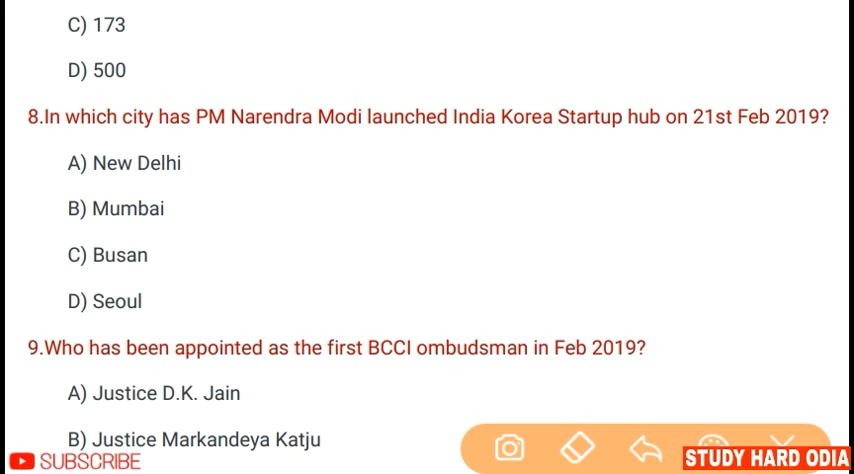 C) 173
D) 500
8.In which city has PM Narendra Modi launched India Korea Startup hub on 21st Feb 2019?
A) New Delhi
B) Mumbai
C) Busan
D) Seoul
9.Who has been appointed as the first BCCI ombudsman in Feb 2019?
A) Justice D.K. Jain
B) Justice Markandeya Katju
SUBSCRIBE
STUDY HARD ODIA